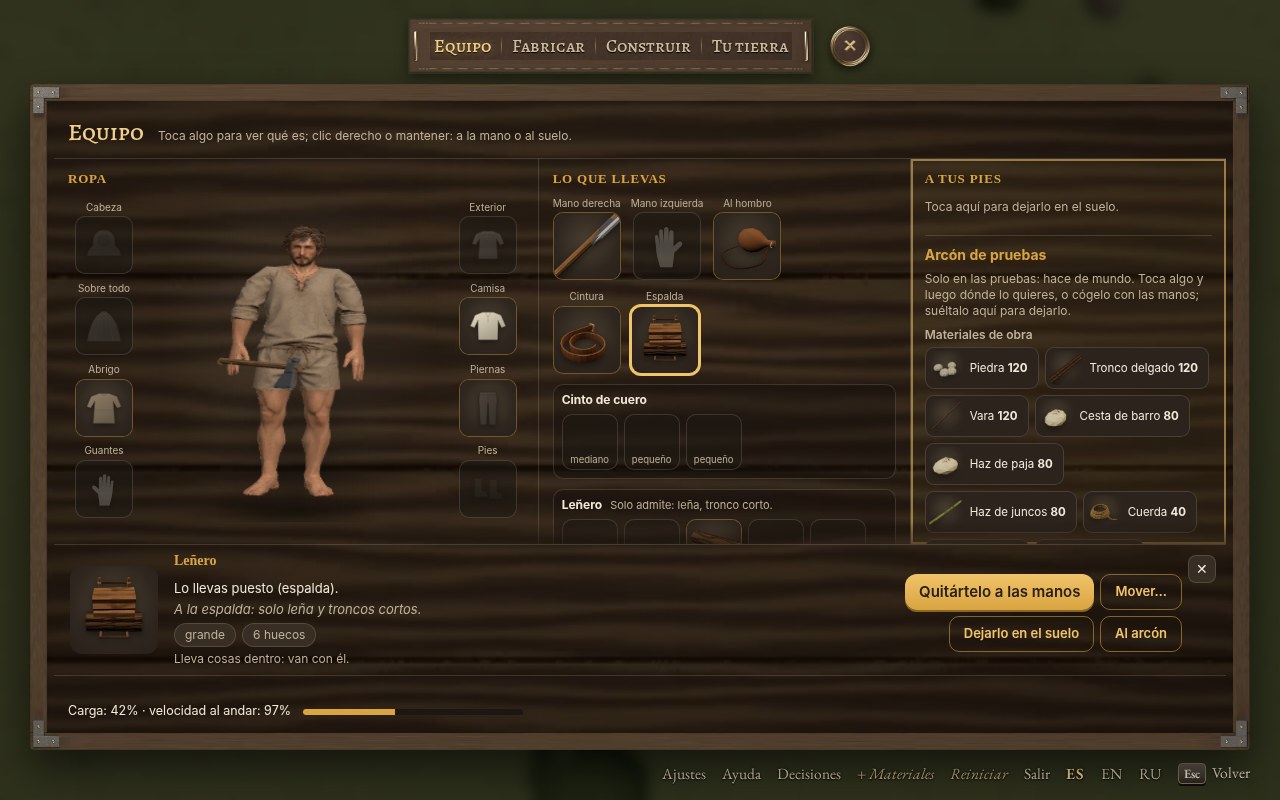 Equipo Fabricar Construir Tu tierra ✕
Equipo Toca algo para ver qué es; clic derecho o mantener: a la mano o al suelo.
ROPA
Cabeza
Sobre todo
Abrigo
Guantes
Exterior
Camisa
Piernas
Pies
LO QUE LLEVAS
Mano derecha Mano izquierda Al hombro
Cintura Espalda
Cinto de cuero
mediano pequeño pequeño
Leñero Solo admite: leña, tronco corto.
A TUS PIES
Toca aquí para dejarlo en el suelo.
Arcón de pruebas
Solo en las pruebas: hace de mundo. Toca algo y
luego dónde lo quieres, o cógelo con las manos;
suéltalo aquí para dejarlo.
Materiales de obra
Piedra 120 Tronco delgado 120
Vara 120 Cesta de barro 80
Haz de paja 80
Haz de juncos 80 Cuerda 40
Leñero
Lo llevas puesto (espalda).
A la espalda: solo leña y troncos cortos.
grande 6 huecos
Lleva cosas dentro: van con él.
Quitártelo a las manos Mover...
Dejarlo en el suelo Al arcón
✕
Carga: 42% · velocidad al andar: 97%
Ajustes Ayuda Decisiones + Materiales Reiniciar Salir ES EN RU Esc Volver